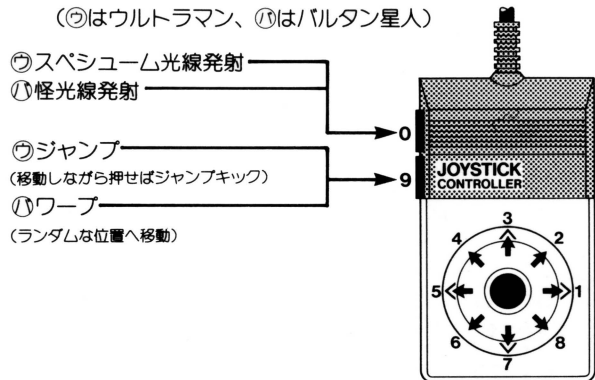 (㋒はウルトラマン、㋩゙はバルタン星人)
㋒スペシューム光線発射
㋩゙怪光線発射
0
㋒ジャンプ
(移動しながら押せばジャンプキック)
9
㋩゙ワープ
(ランダムな位置へ移動)
JOYSTICK
CONTROLLER
3
4 2
5 1
6 8
7